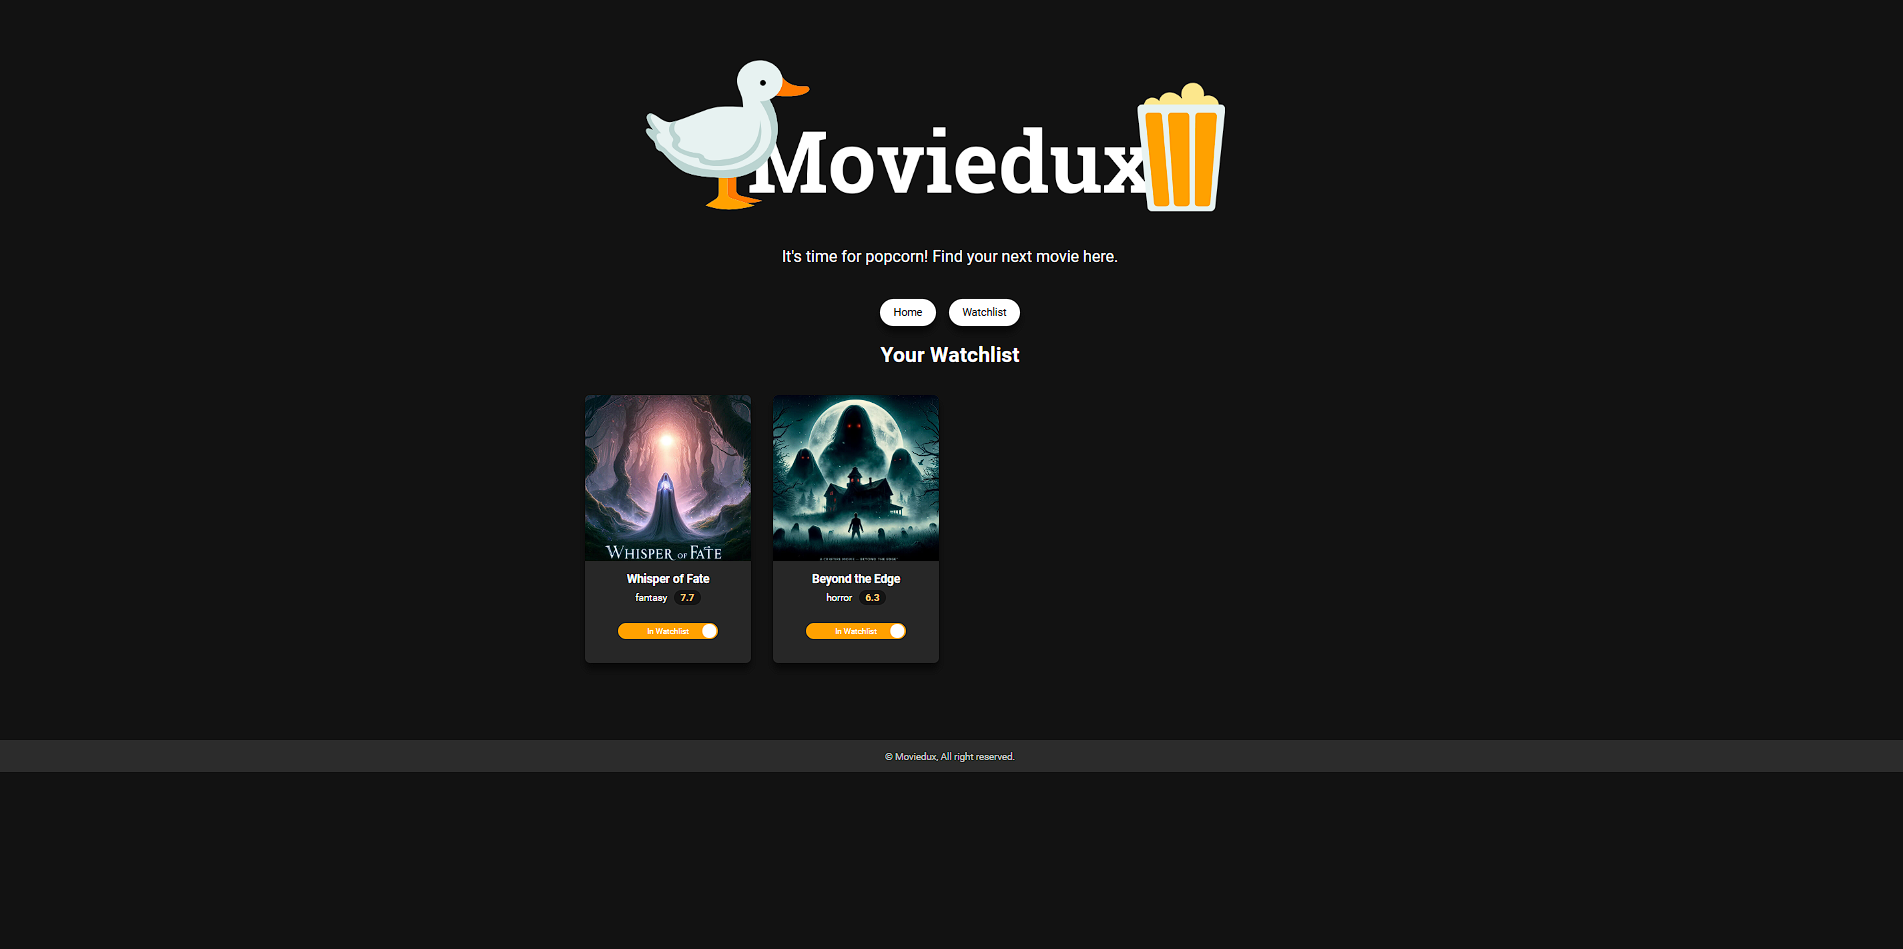 Moviedux
It's time for popcorn! Find your next movie here.
Home Watchlist
Your Watchlist
WHISPER OF FATE
Whisper of Fate
fantasy 7.7
In Watchlist
Beyond the Edge
horror 6.3
In Watchlist
© Moviedux, All right reserved.